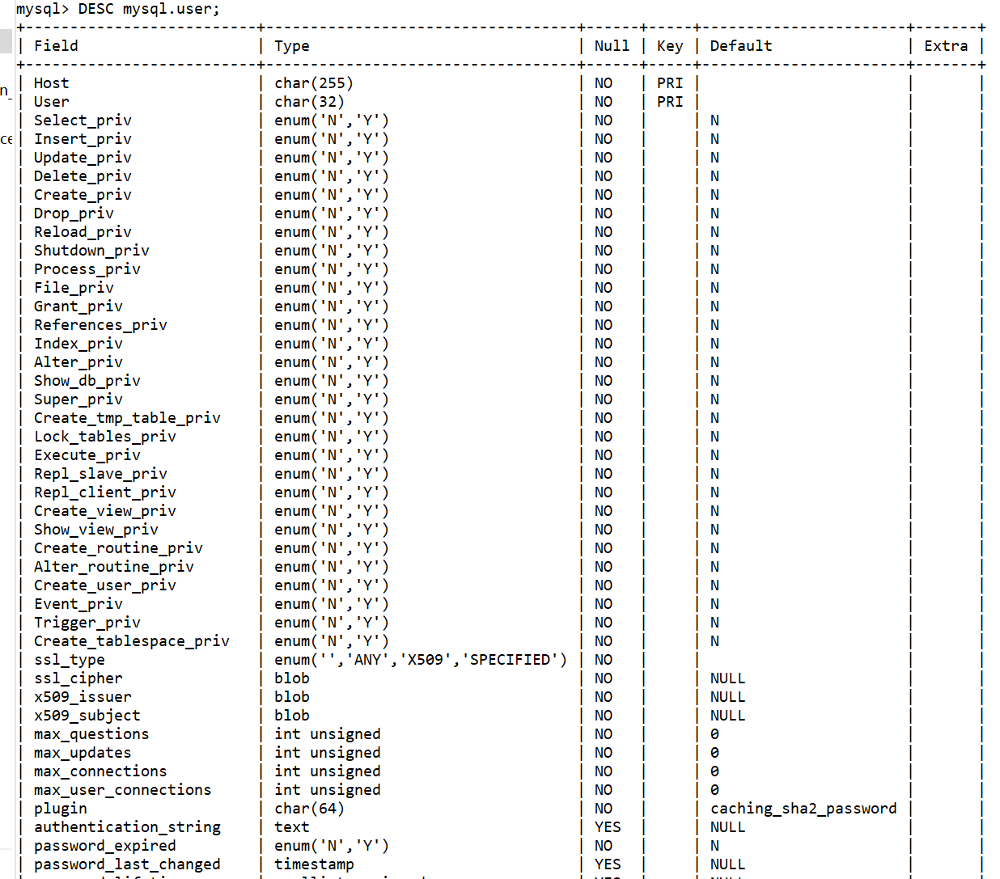 mysql> DESC mysql.user;
+--------------------------+-----------------------------------+------+-----+-----------------------+-------+
| Field                    | Type                              | Null | Key | Default               | Extra |
+--------------------------+-----------------------------------+------+-----+-----------------------+-------+
| Host                     | char(255)                         | NO   | PRI |                       |       |
n_
| User                     | char(32)                          | NO   | PRI |                       |       |
| Select_priv              | enum('N','Y')                     | NO   |     | N                     |       |
ce
| Insert_priv              | enum('N','Y')                     | NO   |     | N                     |       |
| Update_priv              | enum('N','Y')                     | NO   |     | N                     |       |
| Delete_priv              | enum('N','Y')                     | NO   |     | N                     |       |
| Create_priv              | enum('N','Y')                     | NO   |     | N                     |       |
| Drop_priv                | enum('N','Y')                     | NO   |     | N                     |       |
| Reload_priv              | enum('N','Y')                     | NO   |     | N                     |       |
| Shutdown_priv            | enum('N','Y')                     | NO   |     | N                     |       |
| Process_priv             | enum('N','Y')                     | NO   |     | N                     |       |
| File_priv                | enum('N','Y')                     | NO   |     | N                     |       |
| Grant_priv               | enum('N','Y')                     | NO   |     | N                     |       |
| References_priv          | enum('N','Y')                     | NO   |     | N                     |       |
| Index_priv               | enum('N','Y')                     | NO   |     | N                     |       |
| Alter_priv               | enum('N','Y')                     | NO   |     | N                     |       |
| Show_db_priv             | enum('N','Y')                     | NO   |     | N                     |       |
| Super_priv               | enum('N','Y')                     | NO   |     | N                     |       |
| Create_tmp_table_priv    | enum('N','Y')                     | NO   |     | N                     |       |
| Lock_tables_priv         | enum('N','Y')                     | NO   |     | N                     |       |
| Execute_priv             | enum('N','Y')                     | NO   |     | N                     |       |
| Repl_slave_priv          | enum('N','Y')                     | NO   |     | N                     |       |
| Repl_client_priv         | enum('N','Y')                     | NO   |     | N                     |       |
| Create_view_priv         | enum('N','Y')                     | NO   |     | N                     |       |
| Show_view_priv           | enum('N','Y')                     | NO   |     | N                     |       |
| Create_routine_priv      | enum('N','Y')                     | NO   |     | N                     |       |
| Alter_routine_priv       | enum('N','Y')                     | NO   |     | N                     |       |
| Create_user_priv         | enum('N','Y')                     | NO   |     | N                     |       |
| Event_priv               | enum('N','Y')                     | NO   |     | N                     |       |
| Trigger_priv             | enum('N','Y')                     | NO   |     | N                     |       |
| Create_tablespace_priv   | enum('N','Y')                     | NO   |     | N                     |       |
| ssl_type                 | enum('','ANY','X509','SPECIFIED') | NO   |     |                       |       |
| ssl_cipher               | blob                              | NO   |     | NULL                  |       |
| x509_issuer              | blob                              | NO   |     | NULL                  |       |
| x509_subject             | blob                              | NO   |     | NULL                  |       |
| max_questions            | int unsigned                      | NO   |     | 0                     |       |
| max_updates              | int unsigned                      | NO   |     | 0                     |       |
| max_connections          | int unsigned                      | NO   |     | 0                     |       |
| max_user_connections     | int unsigned                      | NO   |     | 0                     |       |
| plugin                   | char(64)                          | NO   |     | caching_sha2_password |       |
| authentication_string    | text                              | YES  |     | NULL                  |       |
| password_expired         | enum('N','Y')                     | NO   |     | N                     |       |
| password_last_changed    | timestamp                         | YES  |     | NULL                  |       |